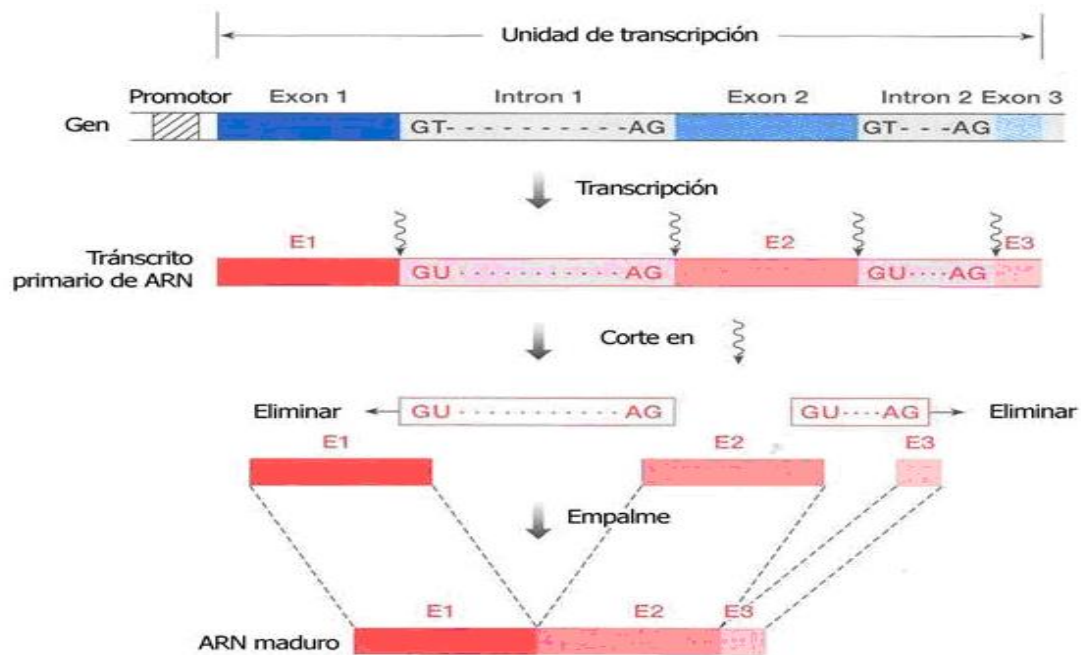 Unidad de transcripción
Promotor Exon 1 Intron 1 Exon 2 Intron 2 Exon 3
Gen GT- - - - - - - - - - -AG GT- - - -AG
Transcripción
E1 E2 E3
Tránscrito
primario de ARN
GU . . . . . . . . . . . AG GU ····AG
Corte en
Eliminar GU . . . . . . . . . . . AG GU ····AG Eliminar
E1 E2 E3
Empalme
E1 E2 E3
ARN maduro